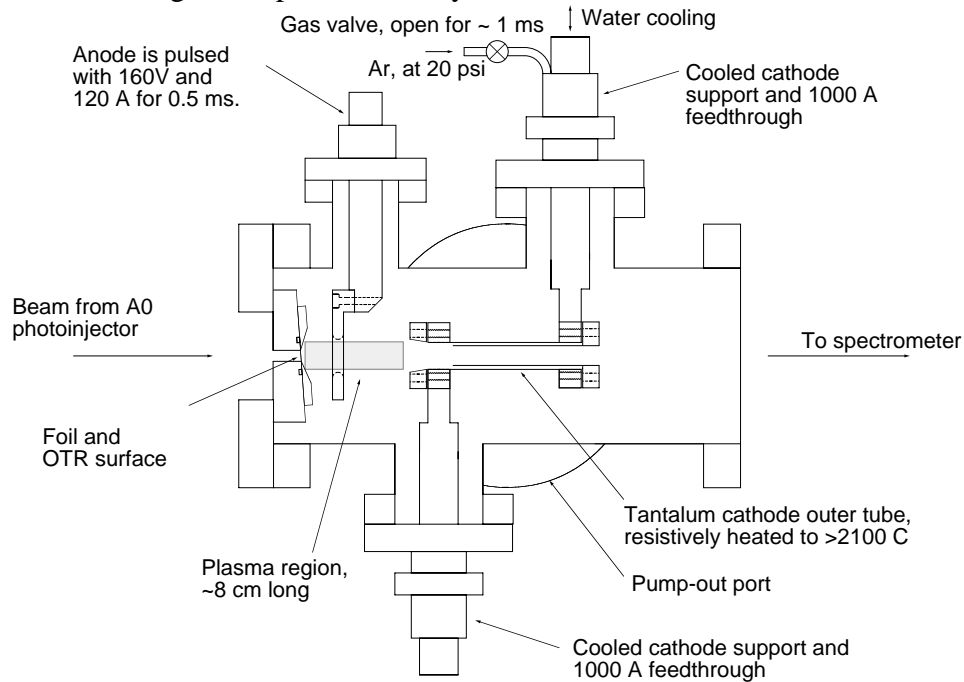 Gas valve, open for ~ 1 ms
Water cooling
Anode is pulsed
with 160V and
120 A for 0.5 ms.
Ar, at 20 psi
Cooled cathode
support and 1000 A
feedthrough
Beam from A0
photoinjector
To spectrometer
Foil and
OTR surface
Tantalum cathode outer tube,
resistively heated to >2100 C
Plasma region,
~8 cm long
Pump-out port
Cooled cathode support and
1000 A feedthrough